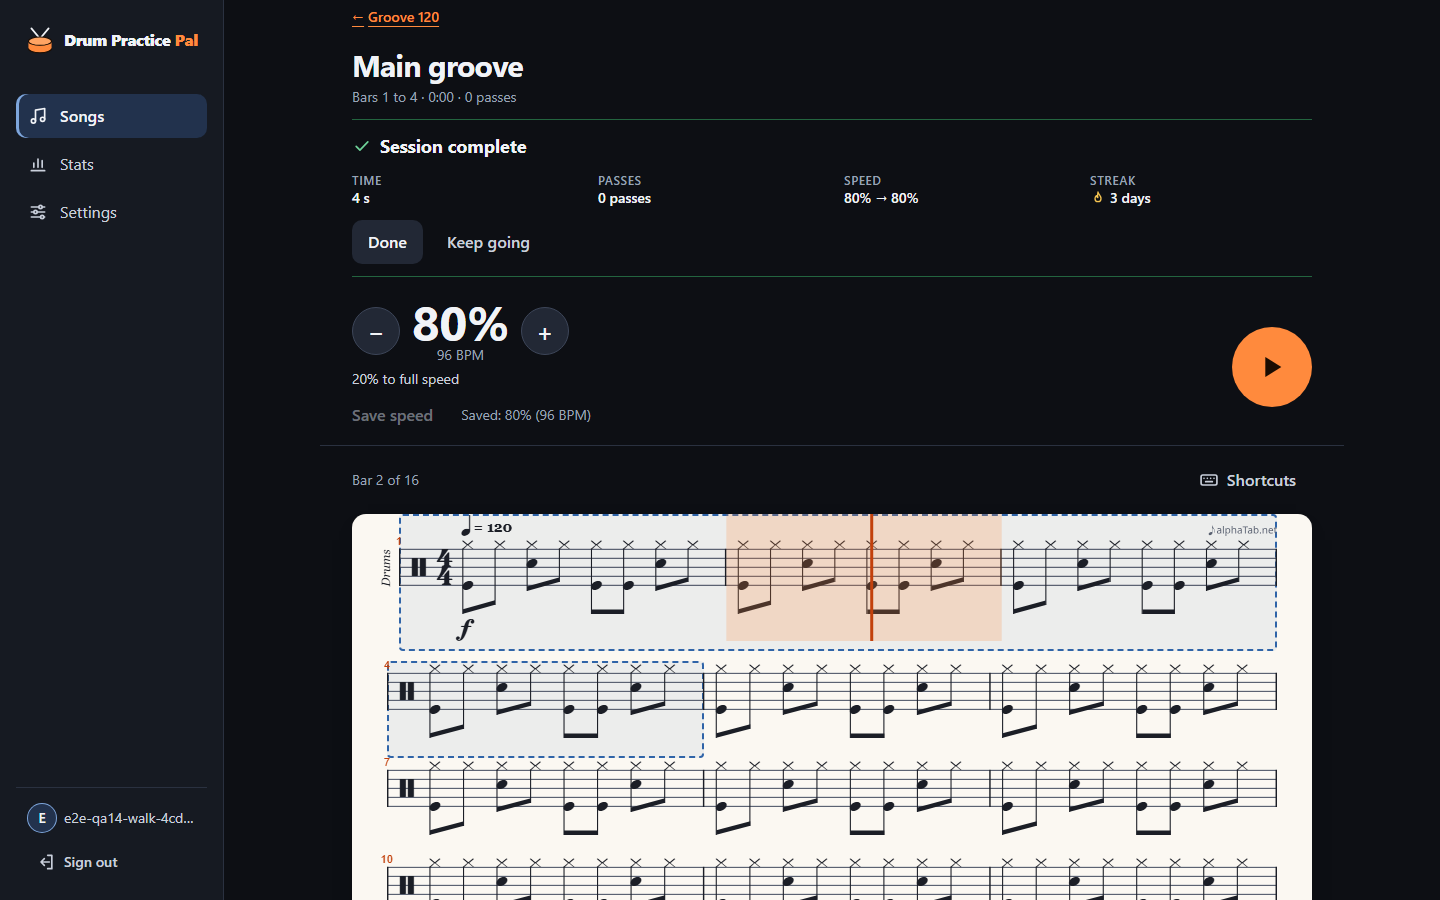 Drum Practice Pal
Songs
Stats
Settings
E
e2e-qa14-walk-4cd...
Sign out
← Groove 120
Main groove
Bars 1 to 4 · 0:00 · 0 passes
Session complete
TIME
4 s
PASSES
0 passes
SPEED
80% → 80%
STREAK
3 days
Done
Keep going
−
80%
+
96 BPM
20% to full speed
Save speed
Saved: 80% (96 BPM)
Bar 2 of 16
Shortcuts
= 120
alphaTab.net
1
Drums
4
4
f
4
7
10